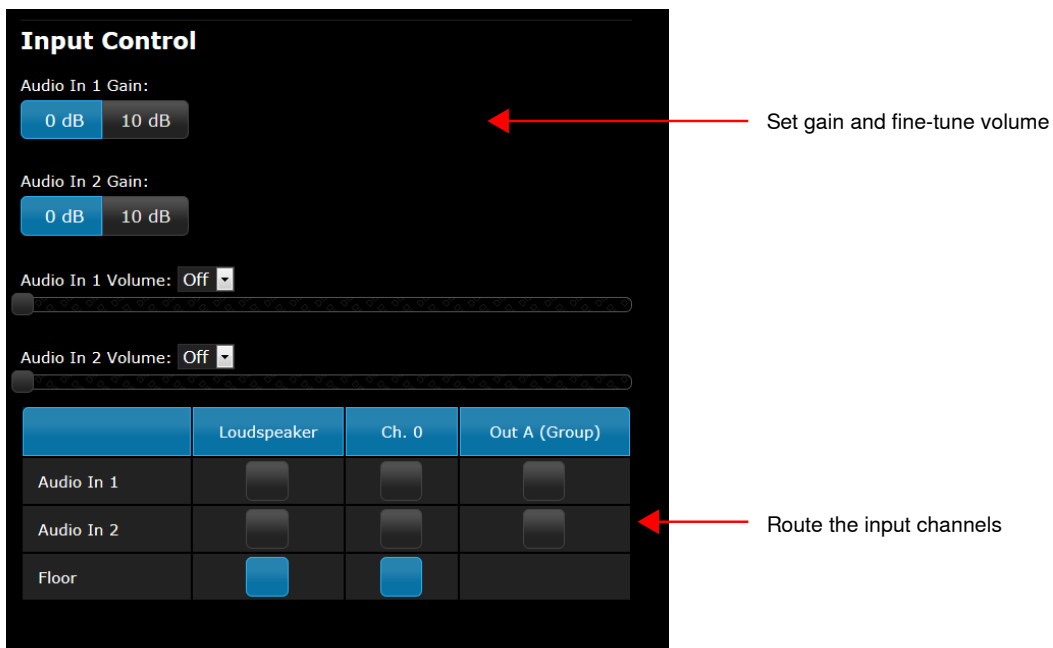 Input Control
Audio In 1 Gain:
0 dB 10 dB
Set gain and fine-tune volume
Audio In 2 Gain:
0 dB 10 dB
Audio In 1 Volume: Off
Audio In 2 Volume: Off
Loudspeaker Ch. 0 Out A (Group)
Audio In 1
Audio In 2
Route the input channels
Floor